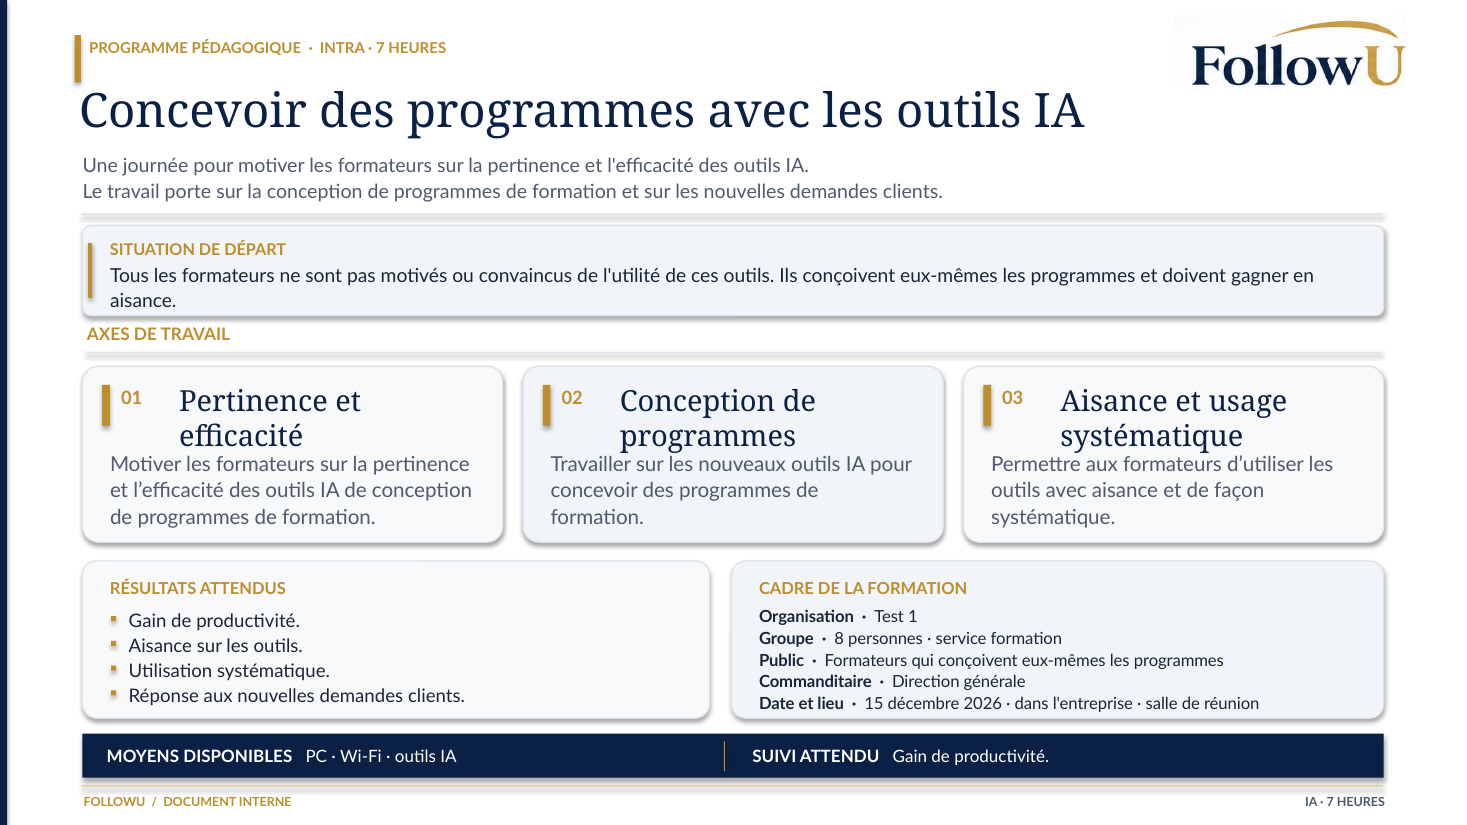 PROGRAMME PÉDAGOGIQUE · INTRA · 7 HEURES
FollowU
Concevoir des programmes avec les outils IA
Une journée pour motiver les formateurs sur la pertinence et l'efficacité des outils IA.
Le travail porte sur la conception de programmes de formation et sur les nouvelles demandes clients.
SITUATION DE DÉPART
Tous les formateurs ne sont pas motivés ou convaincus de l'utilité de ces outils. Ils conçoivent eux-mêmes les programmes et doivent gagner en
aisance.
AXES DE TRAVAIL
01 Pertinence et
efficacité
Motiver les formateurs sur la pertinence
et l’efficacité des outils IA de conception
de programmes de formation.
02 Conception de
programmes
Travailler sur les nouveaux outils IA pour
concevoir des programmes de
formation.
03 Aisance et usage
systématique
Permettre aux formateurs d’utiliser les
outils avec aisance et de façon
systématique.
RÉSULTATS ATTENDUS
▪ Gain de productivité.
▪ Aisance sur les outils.
▪ Utilisation systématique.
▪ Réponse aux nouvelles demandes clients.
CADRE DE LA FORMATION
Organisation · Test 1
Groupe · 8 personnes · service formation
Public · Formateurs qui conçoivent eux-mêmes les programmes
Commanditaire · Direction générale
Date et lieu · 15 décembre 2026 · dans l'entreprise · salle de réunion
MOYENS DISPONIBLES PC · Wi-Fi · outils IA
SUIVI ATTENDU Gain de productivité.
FOLLOWU / DOCUMENT INTERNE
IA · 7 HEURES